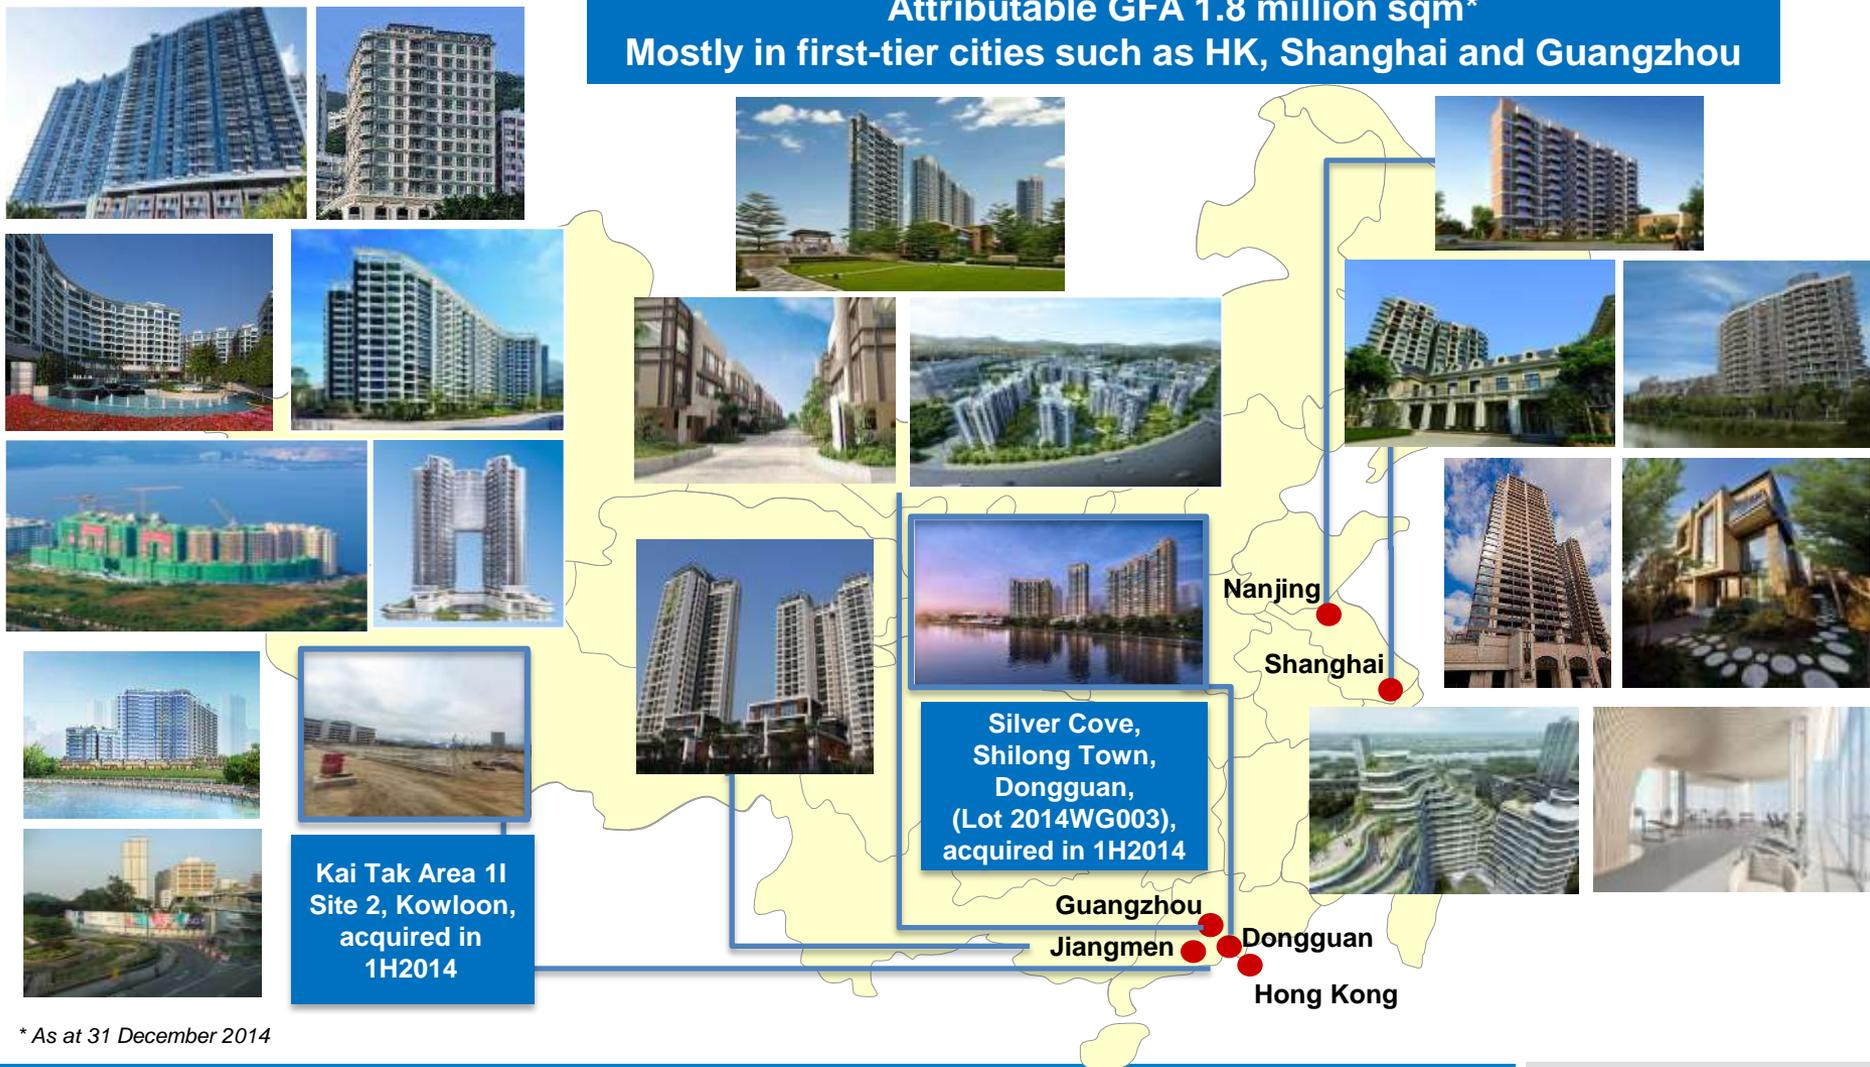 Attributable GFA 1.8 million sqm*
Mostly in first-tier cities such as HK, Shanghai and Guangzhou
Nanjing
Shanghai
Silver Cove,
Shilong Town,
Dongguan,
(Lot 2014WG003),
acquired in 1H2014
Kai Tak Area 1I
Site 2, Kowloon,
acquired in
1H2014
Guangzhou
Jiangmen
Dongguan
Hong Kong
* As at 31 December 2014